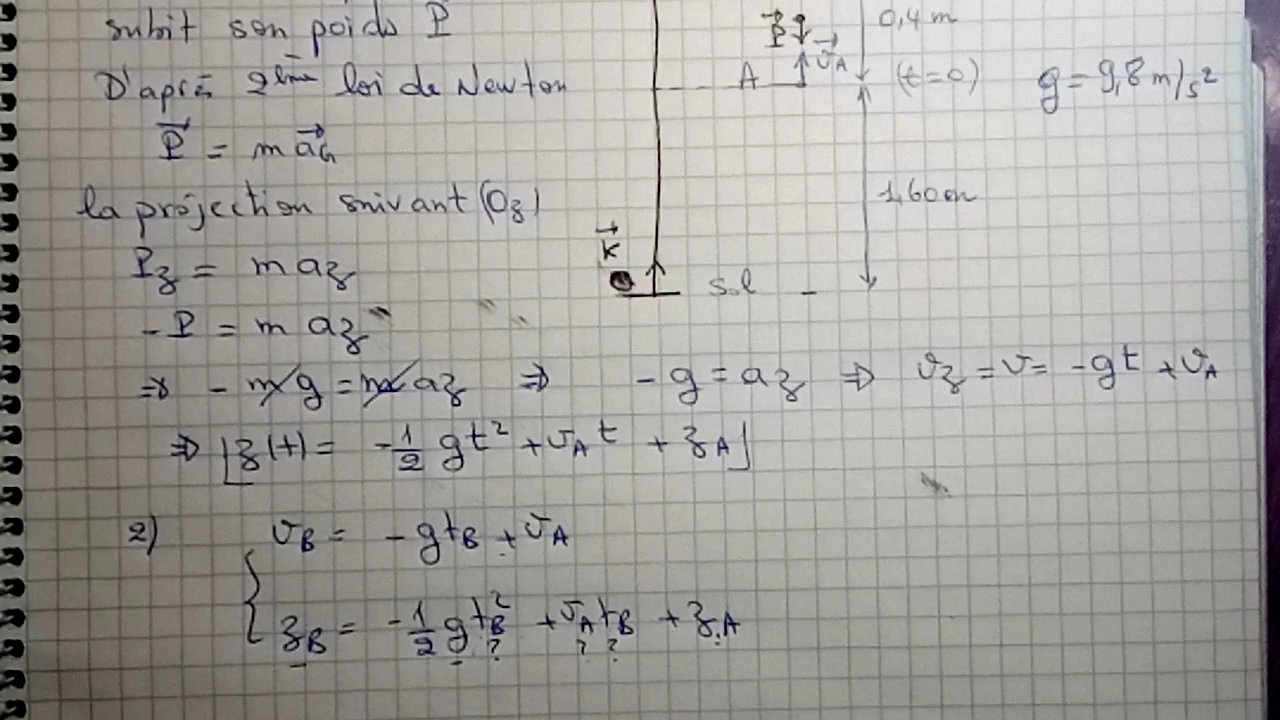 subit son poids P
D'après 2ème loi de Newton
P = m aG
la projection suivant (Oz)
Pz = m az
- P = m az
⇒ - mg = m az ⇒ - g = az ⇒ vz = v = -gt + vA
⇒ z(t) = -1/2 gt² + vA t + zA
2) vB = - gtB + vA
zB = -1/2 gtB² + vA tB + zA
? ? ?
P
vA
0,4 m
A
(t=0)
g = 9,8 m/s²
1,60m
k
O
sol